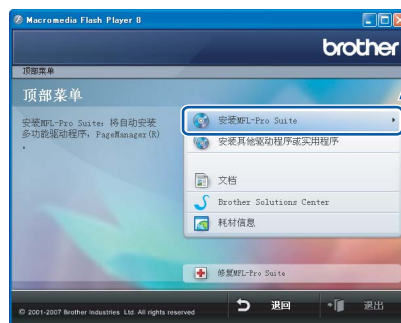 Macromedia Flash Player 8
brother
顶部菜单
顶部菜单
安装MFL-Pro Suite：将自动安装
多功能驱动程序，PageManager(R)
。
安装MFL-Pro Suite
安装其他驱动程序或实用程序
文档
Brother Solutions Center
耗材信息
修复MFL-Pro Suite
© 2001-2007 Brother Industries Ltd. All rights reserved
退回
退出